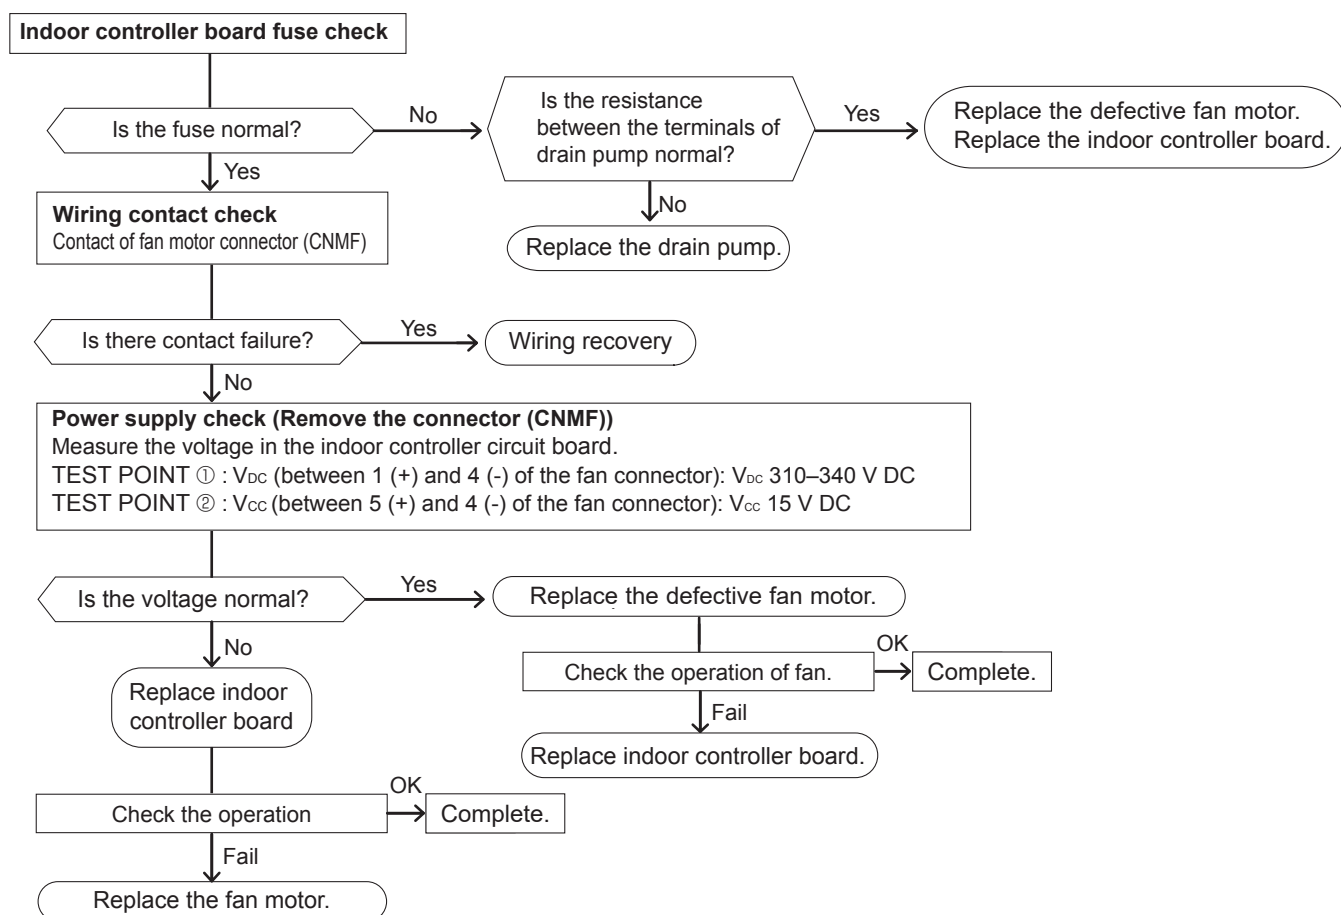 Indoor controller board fuse check
Is the fuse normal?
No
Is the resistance
between the terminals of
drain pump normal?
Yes
Replace the defective fan motor.
Replace the indoor controller board.
Yes
No
Replace the drain pump.
Wiring contact check
Contact of fan motor connector (CNMF)
Is there contact failure?
Yes
Wiring recovery
No
Power supply check (Remove the connector (CNMF))
Measure the voltage in the indoor controller circuit board.
TEST POINT ① : VDC (between 1 (+) and 4 (-) of the fan connector): VDC 310–340 V DC
TEST POINT ② : VCC (between 5 (+) and 4 (-) of the fan connector): VCC 15 V DC
Is the voltage normal?
Yes
Replace the defective fan motor.
No
Check the operation of fan.
OK
Complete.
Fail
Replace indoor controller board.
Replace indoor
controller board
Check the operation
OK
Complete.
Fail
Replace the fan motor.